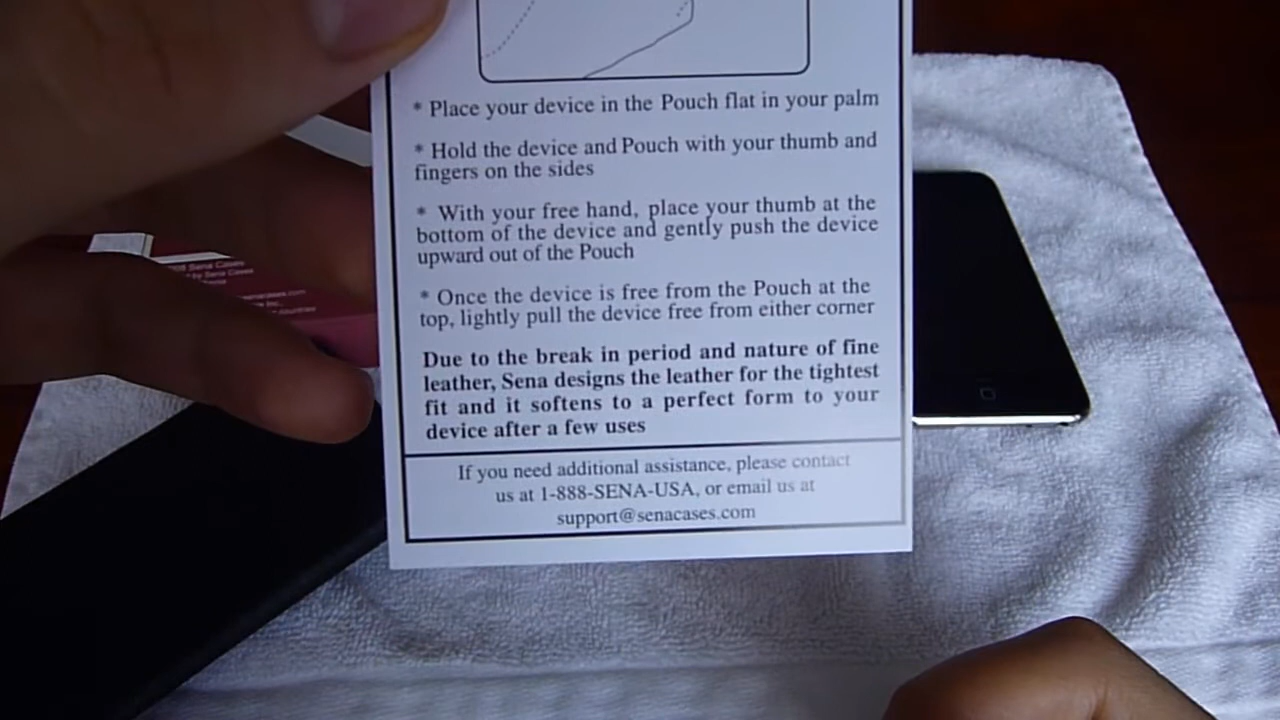 * Place your device in the Pouch flat in your palm
* Hold the device and Pouch with your thumb and
fingers on the sides
* With your free hand, place your thumb at the
bottom of the device and gently push the device
upward out of the Pouch
* Once the device is free from the Pouch at the
top, lightly pull the device free from either corner
Due to the break in period and nature of fine
leather, Sena designs the leather for the tightest
fit and it softens to a perfect form to your
device after a few uses
If you need additional assistance, please contact
us at 1-888-SENA-USA, or email us at
support@senacases.com
Sena Cases
by Sena Cases